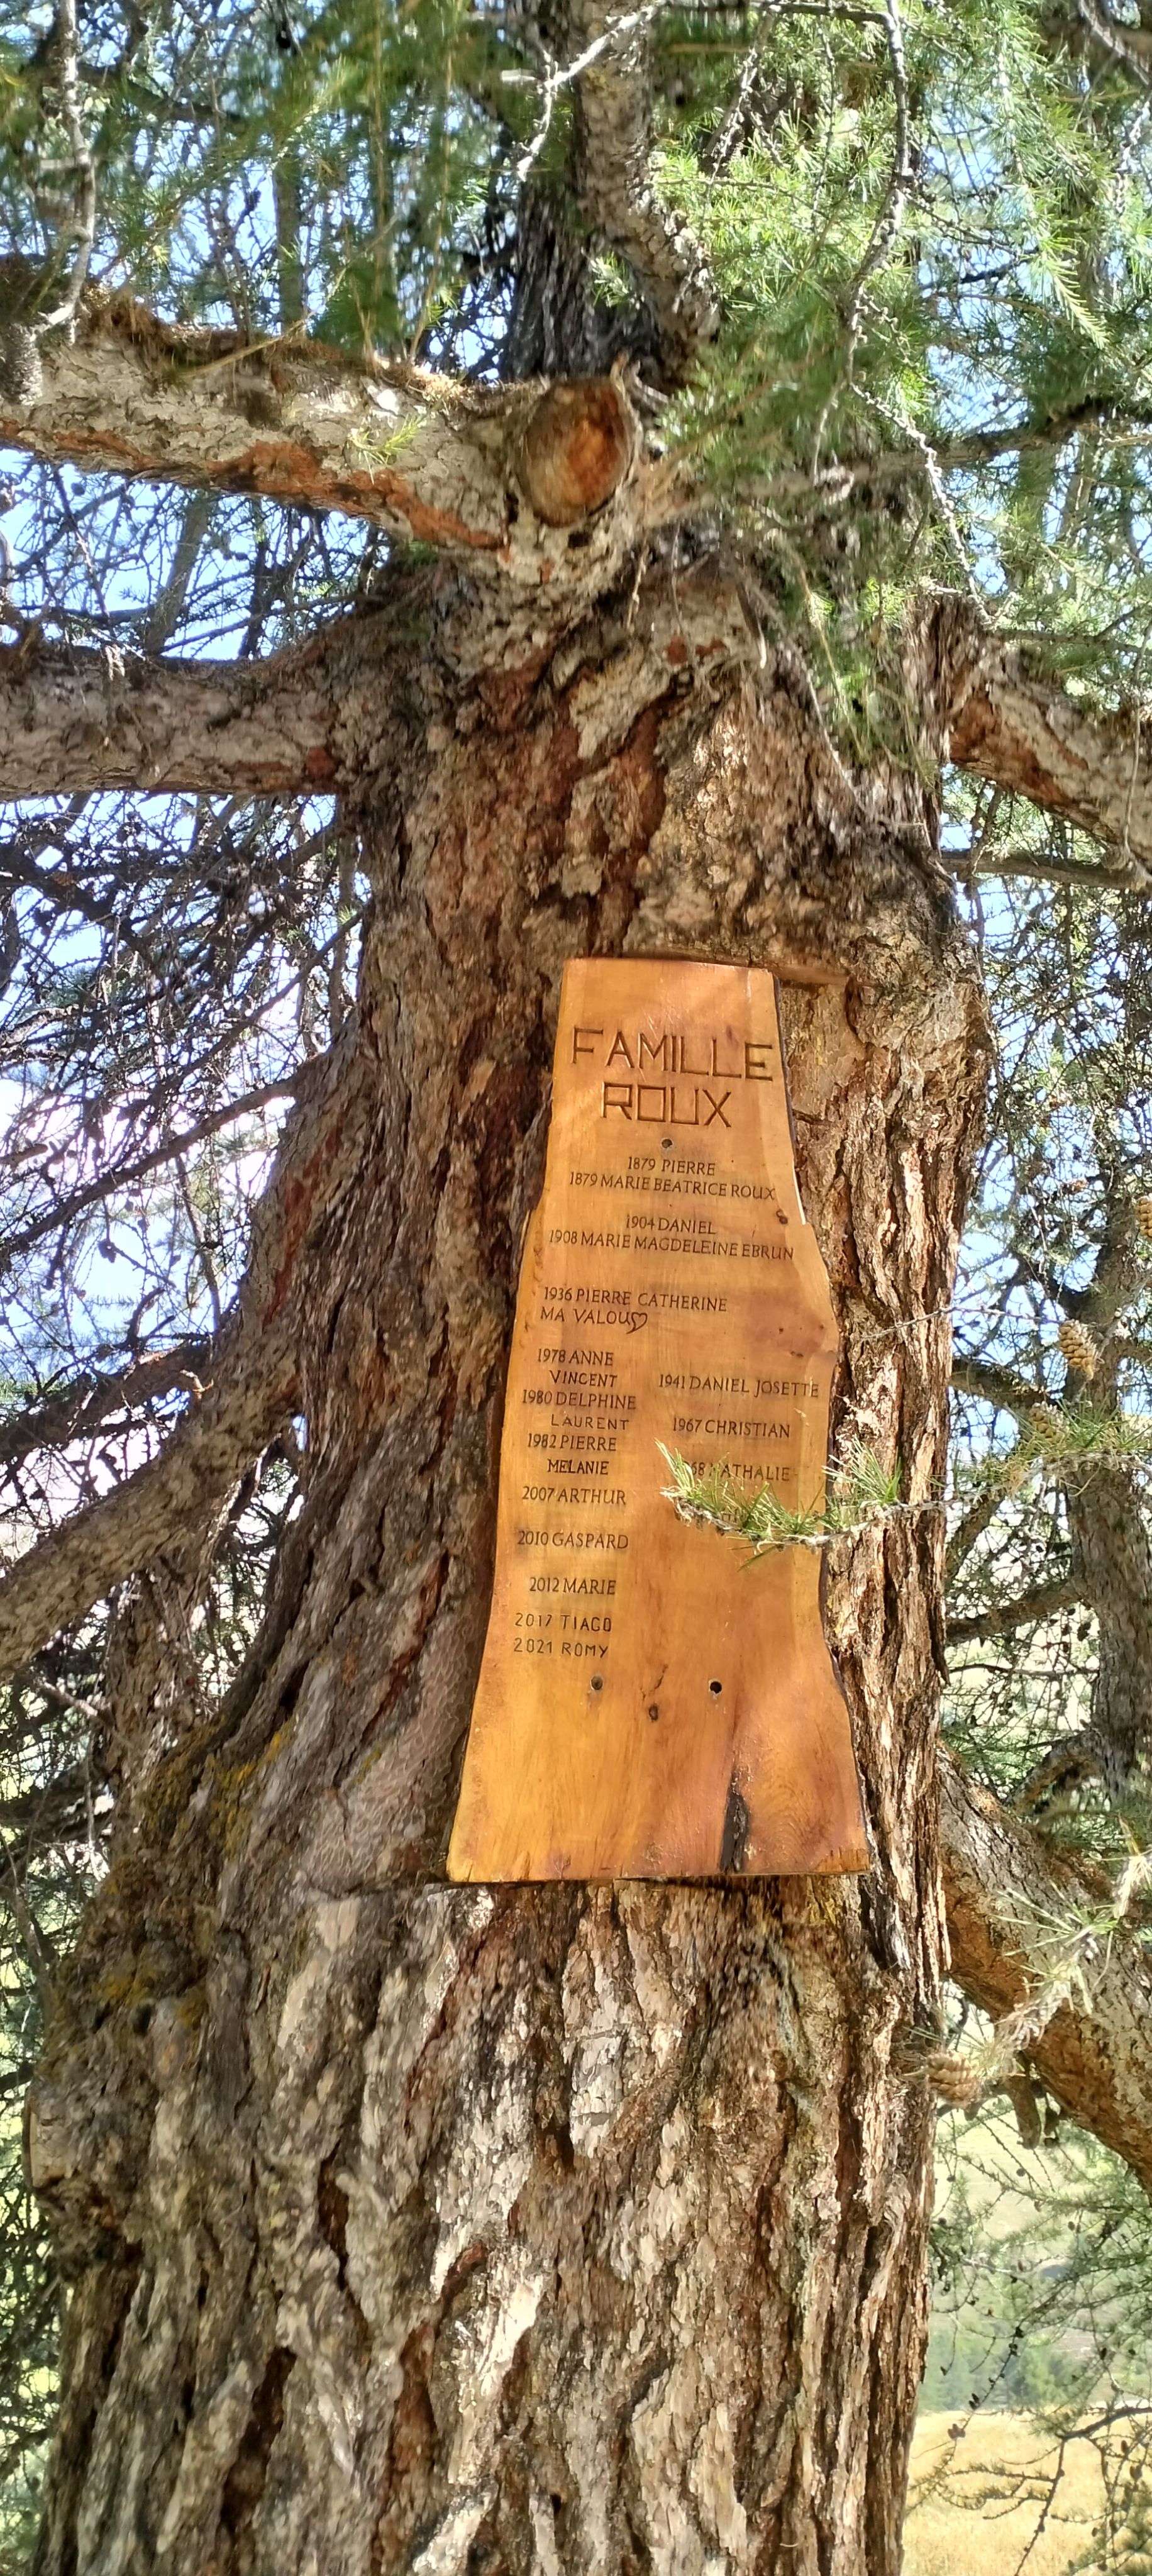 FAMILLE
ROUX
1879 PIERRE
1879 MARIE BEATRICE ROUX
1904 DANIEL
1908 MARIE MAGDELEINE EBRUN
1936 PIERRE CATHERINE
MA VALOU
1978 ANNE
VINCENT
1980 DELPHINE
LAURENT
1982 PIERRE
MELANIE
2007 ARTHUR
2010 GASPARD
2012 MARIE
2017 TIAGO
2021 ROMY
1941 DANIEL JOSETTE
1967 CHRISTIAN
NATHALIE